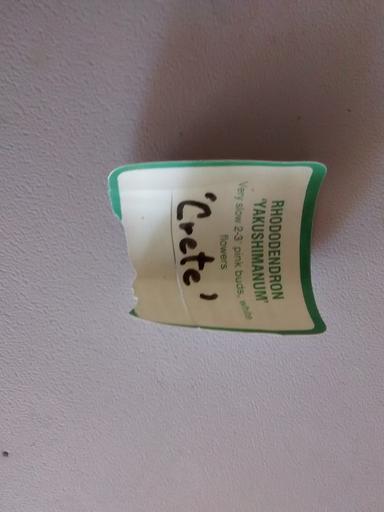 RHODODENDRON
'YAKUSHIMANUM'
Very slow 2-3' pink buds, white
flowers
'Crete'